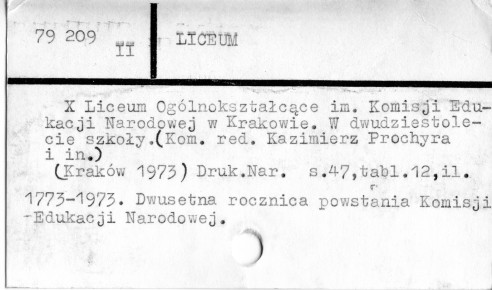 79 209
II
LICEUM
X Liceum Ogólnokształcące im. Komisji Edu-
kacji Narodowej w Krakowie. W dwudziestole-
cie szkoły.(Kom. red. Kazimierz Prochyra
i in.)
(Kraków 1973) Druk.Nar. s.47,tabl.12,il.
1773-1973. Dwusetna rocznica powstania Komisji
-Edukacji Narodowej.